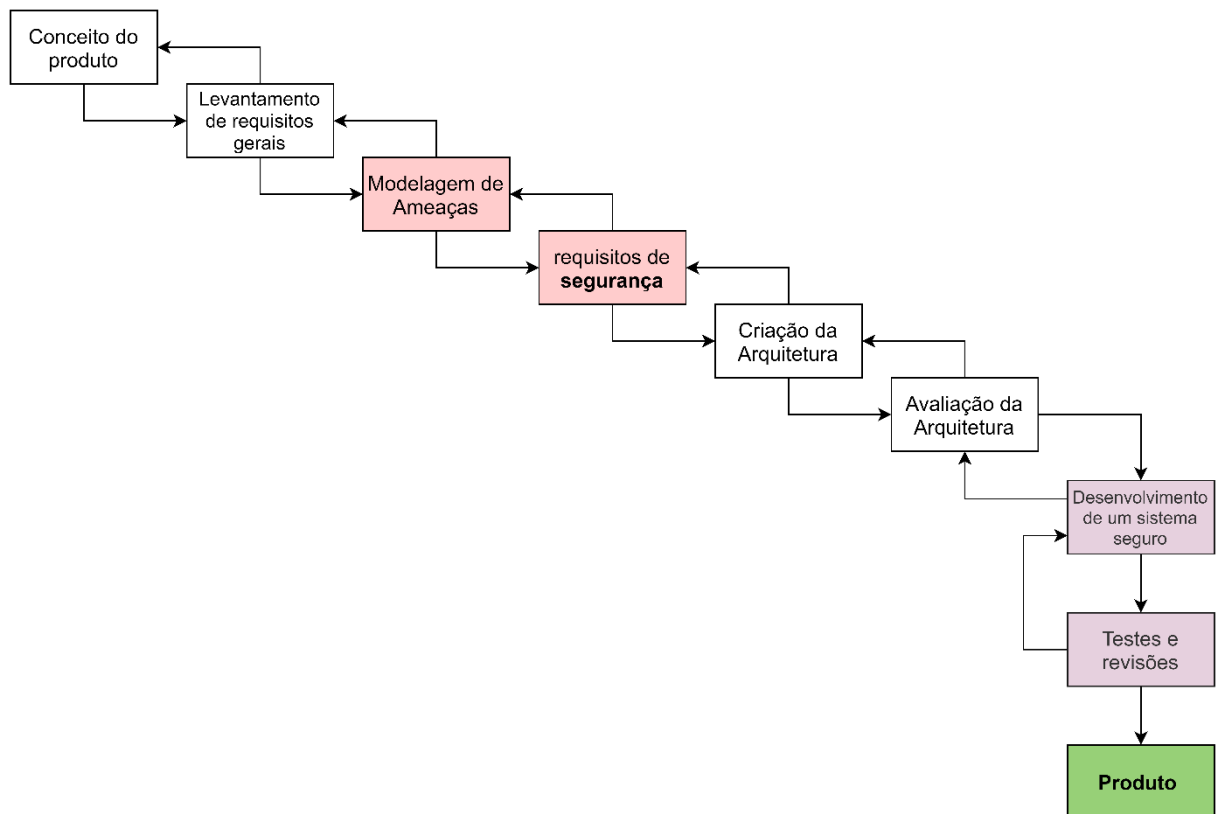 Conceito do
produto
Levantamento
de requisitos
gerais
Modelagem de
Ameaças
requisitos de
segurança
Criação da
Arquitetura
Avaliação da
Arquitetura
Desenvolvimento
de um sistema
seguro
Testes e
revisões
Produto